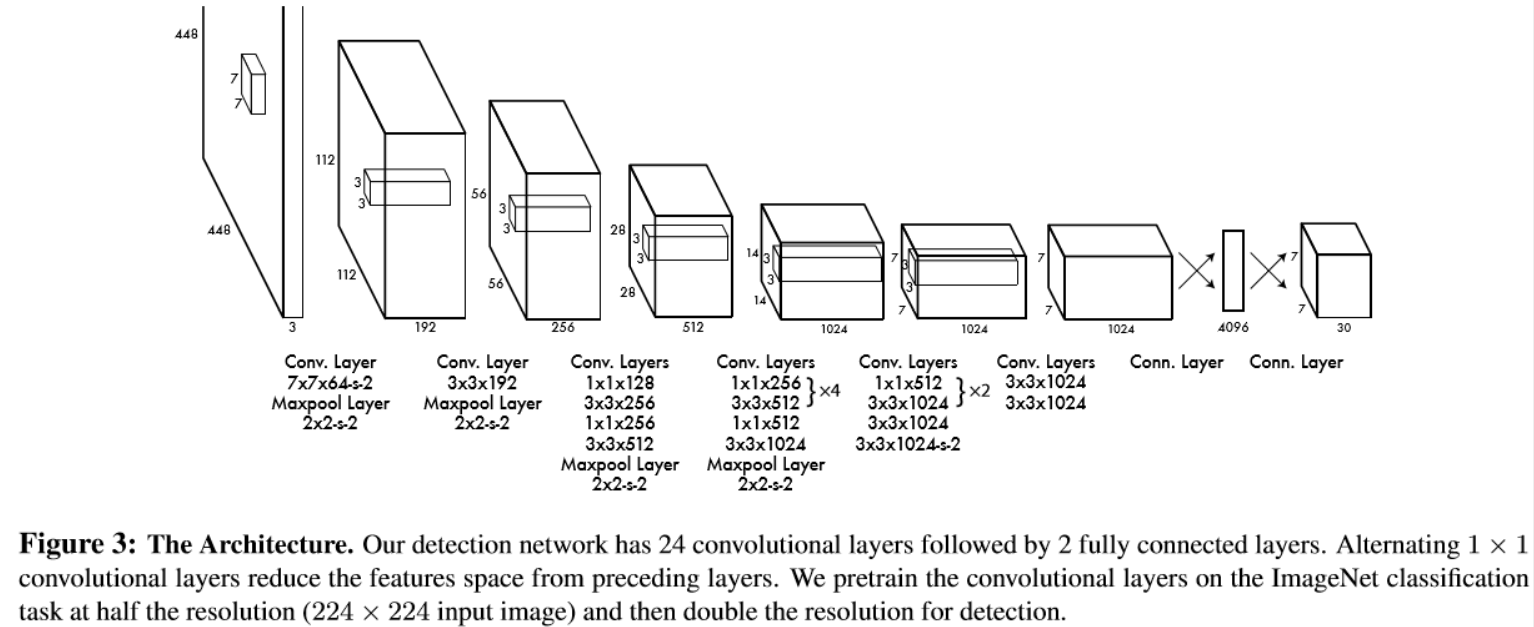 448
7
7
448
3
112
3
3
112
192
56
3
3
56
256
28
3
3
28
512
14
3
3
14
1024
7
3
3
7
1024
7
7
1024
4096
7
7
30
Conv. Layer
7x7x64-s-2
Maxpool Layer
2x2-s-2
Conv. Layer
3x3x192
Maxpool Layer
2x2-s-2
Conv. Layers
1x1x128
3x3x256
1x1x256
3x3x512
Maxpool Layer
2x2-s-2
Conv. Layers
1x1x256
3x3x512
} ×4
1x1x512
3x3x1024
Maxpool Layer
2x2-s-2
Conv. Layers
1x1x512
3x3x1024
} ×2
3x3x1024
3x3x1024-s-2
Conv. Layers
3x3x1024
3x3x1024
Conn. Layer
Conn. Layer
Figure 3: The Architecture. Our detection network has 24 convolutional layers followed by 2 fully connected layers. Alternating 1 × 1
convolutional layers reduce the features space from preceding layers. We pretrain the convolutional layers on the ImageNet classification
task at half the resolution (224 × 224 input image) and then double the resolution for detection.